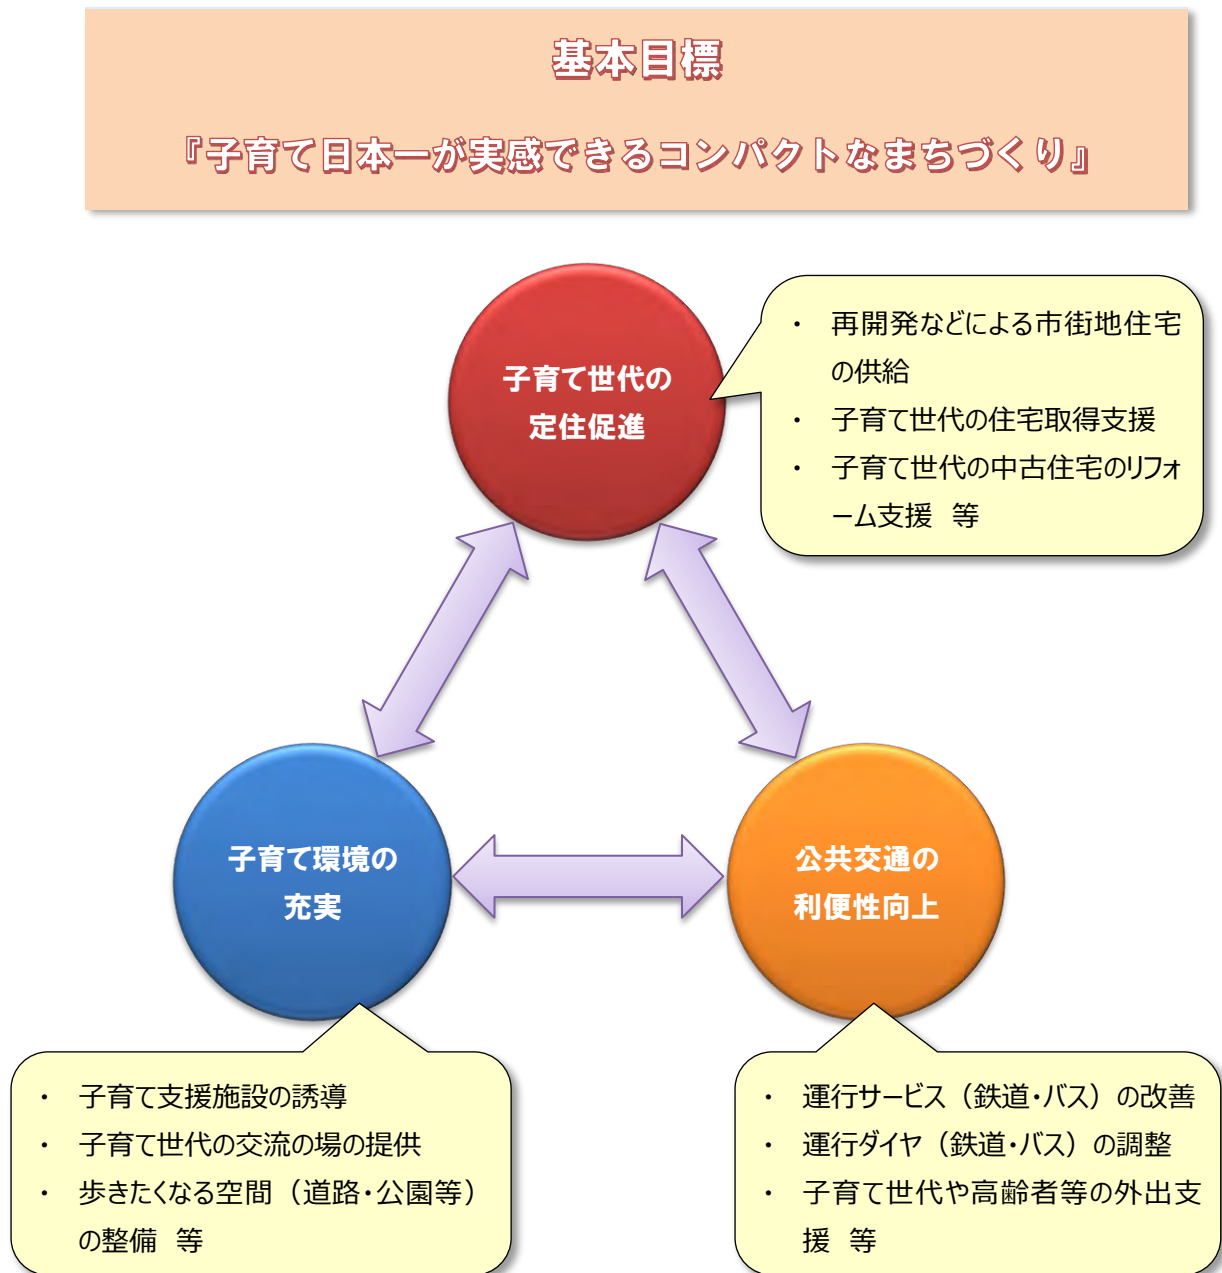 基本目標
『子育て日本一が実感できるコンパクトなまちづくり』
子育て世代の
定住促進
・ 再開発などによる市街地住宅
の供給
・ 子育て世代の住宅取得支援
・ 子育て世代の中古住宅のリフォ
ーム支援 等
子育て環境の
充実
公共交通の
利便性向上
・ 子育て支援施設の誘導
・ 子育て世代の交流の場の提供
・ 歩きたくなる空間（道路・公園等）
の整備 等
・ 運行サービス（鉄道・バス）の改善
・ 運行ダイヤ（鉄道・バス）の調整
・ 子育て世代や高齢者等の外出支
援 等